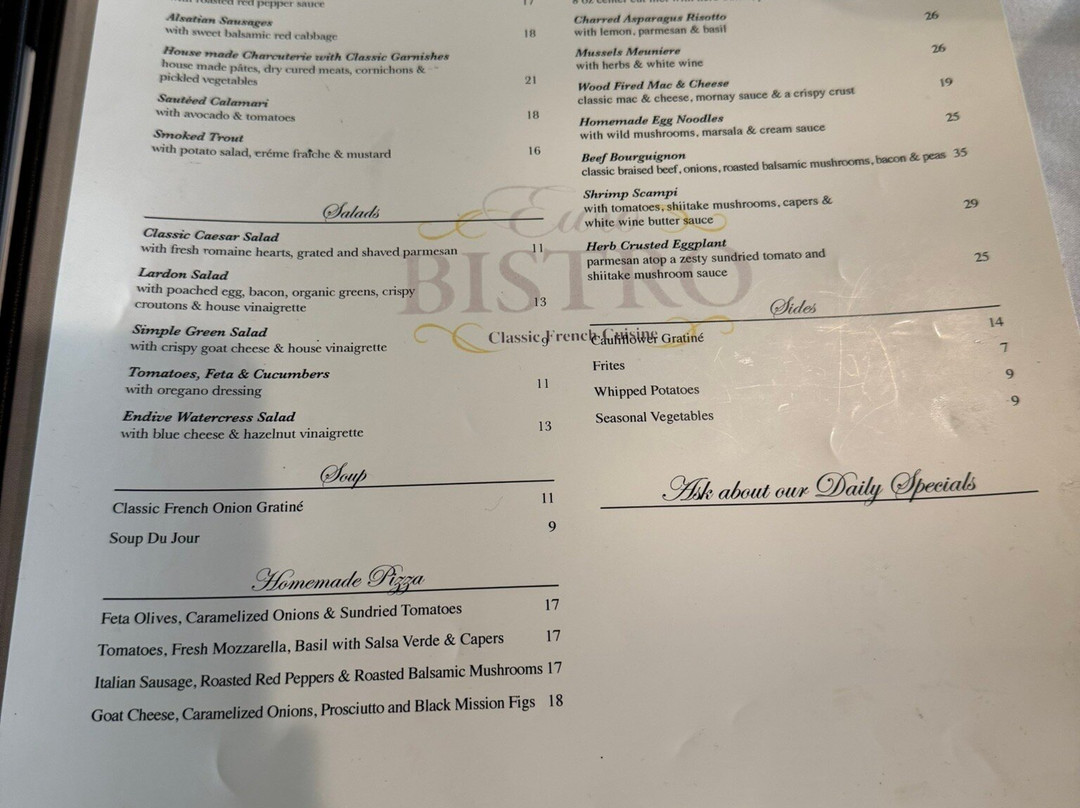 with roasted red pepper sauce 17
Alsatian Sausages
with sweet balsamic red cabbage 18
House made Charcuterie with Classic Garnishes
house made pâtes, dry cured meats, cornichons &
pickled vegetables 21
Sautéed Calamari
with avocado & tomatoes 18
Smoked Trout
with potato salad, créme fraîche & mustard 16
Salads
Classic Caesar Salad
with fresh romaine hearts, grated and shaved parmesan 11
Lardon Salad
with poached egg, bacon, organic greens, crispy
croutons & house vinaigrette 13
Simple Green Salad
with crispy goat cheese & house vinaigrette 9
Tomatoes, Feta & Cucumbers
with oregano dressing 11
Endive Watercress Salad
with blue cheese & hazelnut vinaigrette 13
Soup
Classic French Onion Gratiné 11
Soup Du Jour 9
Homemade Pizza
Feta Olives, Caramelized Onions & Sundried Tomatoes 17
Tomatoes, Fresh Mozzarella, Basil with Salsa Verde & Capers 17
Italian Sausage, Roasted Red Peppers & Roasted Balsamic Mushrooms 17
Goat Cheese, Caramelized Onions, Prosciutto and Black Mission Figs 18
Charred Asparagus Risotto 26
with lemon, parmesan & basil
Mussels Meuniere 26
with herbs & white wine
Wood Fired Mac & Cheese 19
classic mac & cheese, mornay sauce & a crispy crust
Homemade Egg Noodles 25
with wild mushrooms, marsala & cream sauce
Beef Bourguignon
classic braised beef, onions, roasted balsamic mushrooms, bacon & peas 35
Shrimp Scampi
with tomatoes, shiitake mushrooms, capers & 29
white wine butter sauce
Herb Crusted Eggplant
parmesan atop a zesty sundried tomato and 25
shiitake mushroom sauce
Sides
Cauliflower Gratiné 14
Frites 7
Whipped Potatoes 9
Seasonal Vegetables 9
Ask about our Daily Specials
Euro
BISTRO
Classic French Cuisine